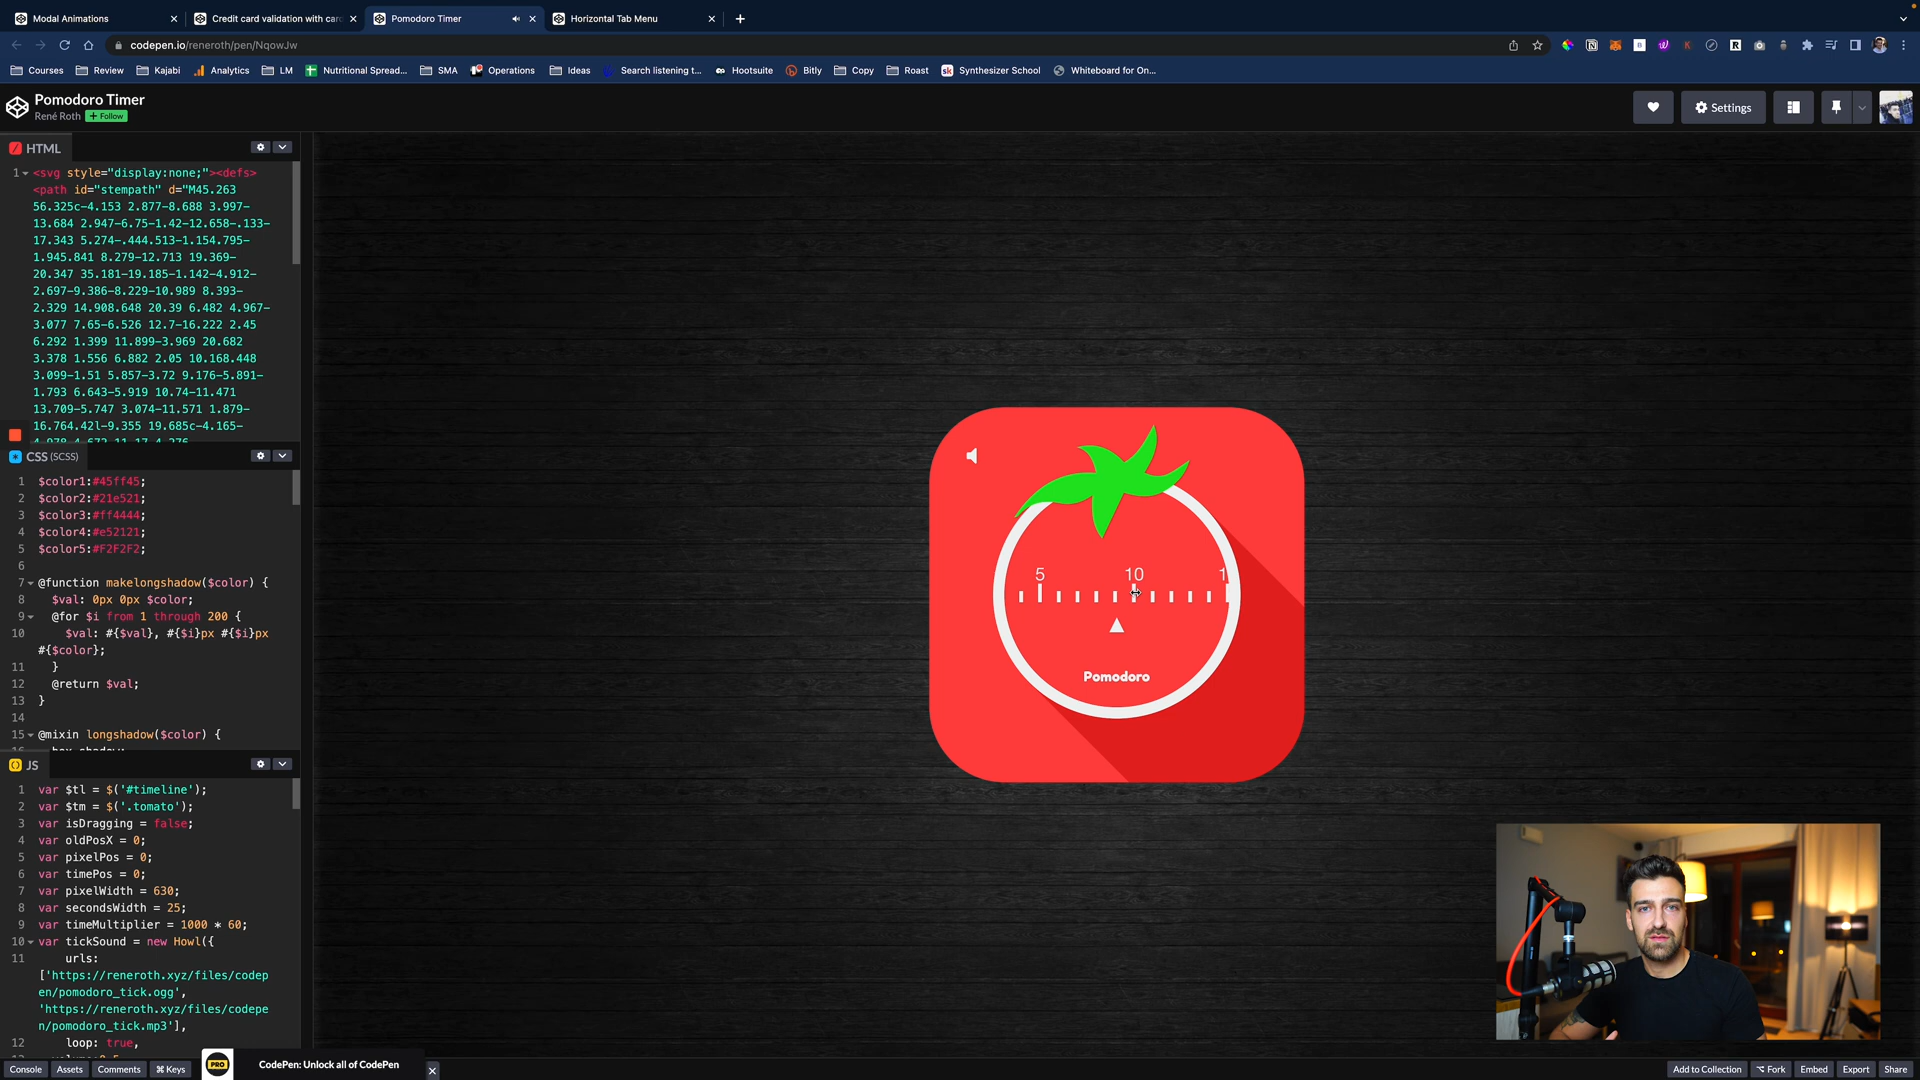 Modal Animations
Credit card validation with car
Pomodoro Timer
Horizontal Tab Menu
codepen.io/reneroth/pen/NqowJw
Courses
Review
Kajabi
Analytics
LM
Nutritional Spread...
SMA
Operations
Ideas
Search listening t...
Hootsuite
Bitly
Copy
Roast
sk
Synthesizer School
Whiteboard for On...
Pomodoro Timer
René Roth
+ Follow
Settings
HTML
1 <svg style="display:none;"><defs>
<path id="stempath" d="M45.263
56.325c-4.153 2.877-8.688 3.997-
13.684 2.947-6.75-1.42-12.658-.133-
17.343 5.274-.444.513-1.154.795-
1.945.841 8.279-12.713 19.369-
20.347 35.181-19.185-1.142-4.912-
2.697-9.386-8.229-10.989 8.393-
2.329 14.908.648 20.39 6.482 4.967-
3.077 7.65-6.526 12.7-16.222 2.45
6.292 1.399 11.899-3.969 20.682
3.378 1.556 6.882 2.05 10.168.448
3.099-1.51 5.857-3.72 9.176-5.891-
1.793 6.643-5.919 10.74-11.471
13.709-5.747 3.074-11.571 1.879-
16.764.42l-9.355 19.685c-4.165-
4.978-4.673-11.17-4.276-
CSS (SCSS)
1 $color1:#45ff45;
2 $color2:#21e521;
3 $color3:#ff4444;
4 $color4:#e52121;
5 $color5:#F2F2F2;
6
7 @function makelongshadow($color) {
8 $val: 0px 0px $color;
9 @for $i from 1 through 200 {
10 $val: #{$val}, #{$i}px #{$i}px
#{$color};
11 }
12 @return $val;
13 }
14
15 @mixin longshadow($color) {
16 box-shadow:
JS
1 var $tl = $('#timeline');
2 var $tm = $('.tomato');
3 var isDragging = false;
4 var oldPosX = 0;
5 var pixelPos = 0;
6 var timePos = 0;
7 var pixelWidth = 630;
8 var secondsWidth = 25;
9 var timeMultiplier = 1000 * 60;
10 var tickSound = new Howl({
11 urls:
['https://reneroth.xyz/files/codep
en/pomodoro_tick.ogg',
'https://reneroth.xyz/files/codepe
n/pomodoro_tick.mp3'],
12 loop: true,
5
10
1
Pomodoro
Console
Assets
Comments
⌘ Keys
PRO
CodePen: Unlock all of CodePen
Add to Collection
Fork
Embed
Export
Share